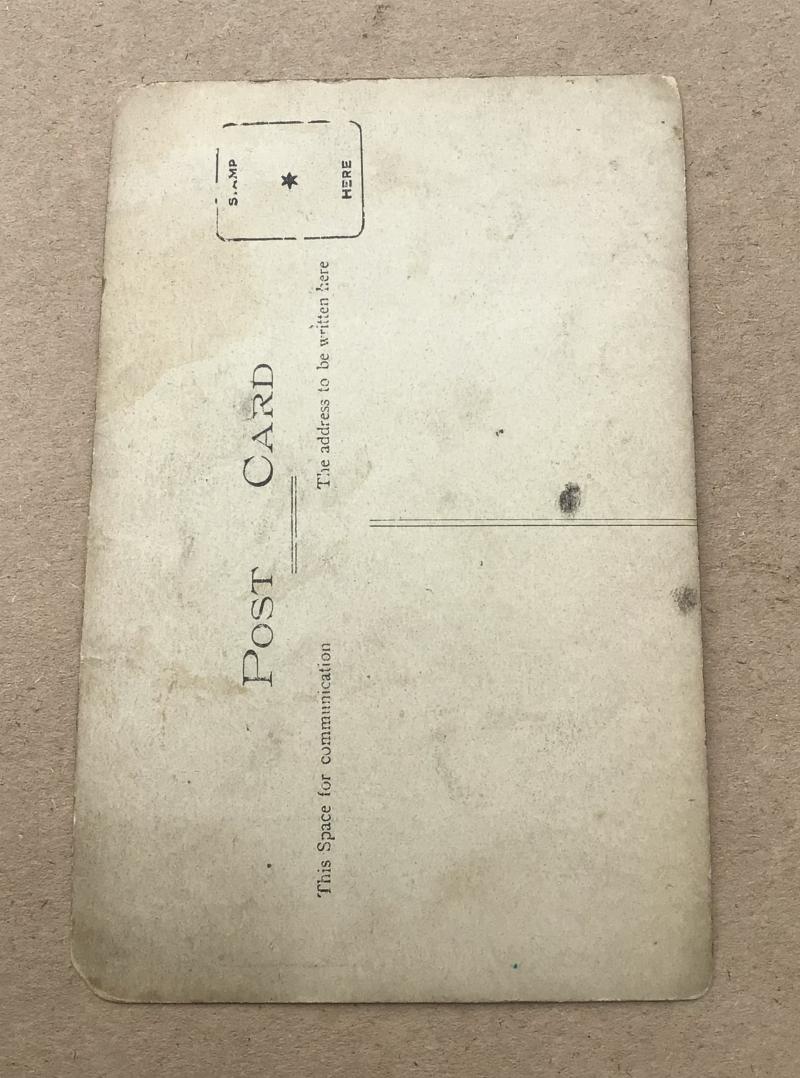 POST CARD
STAMP
HERE
This Space for communication
The address to be written here